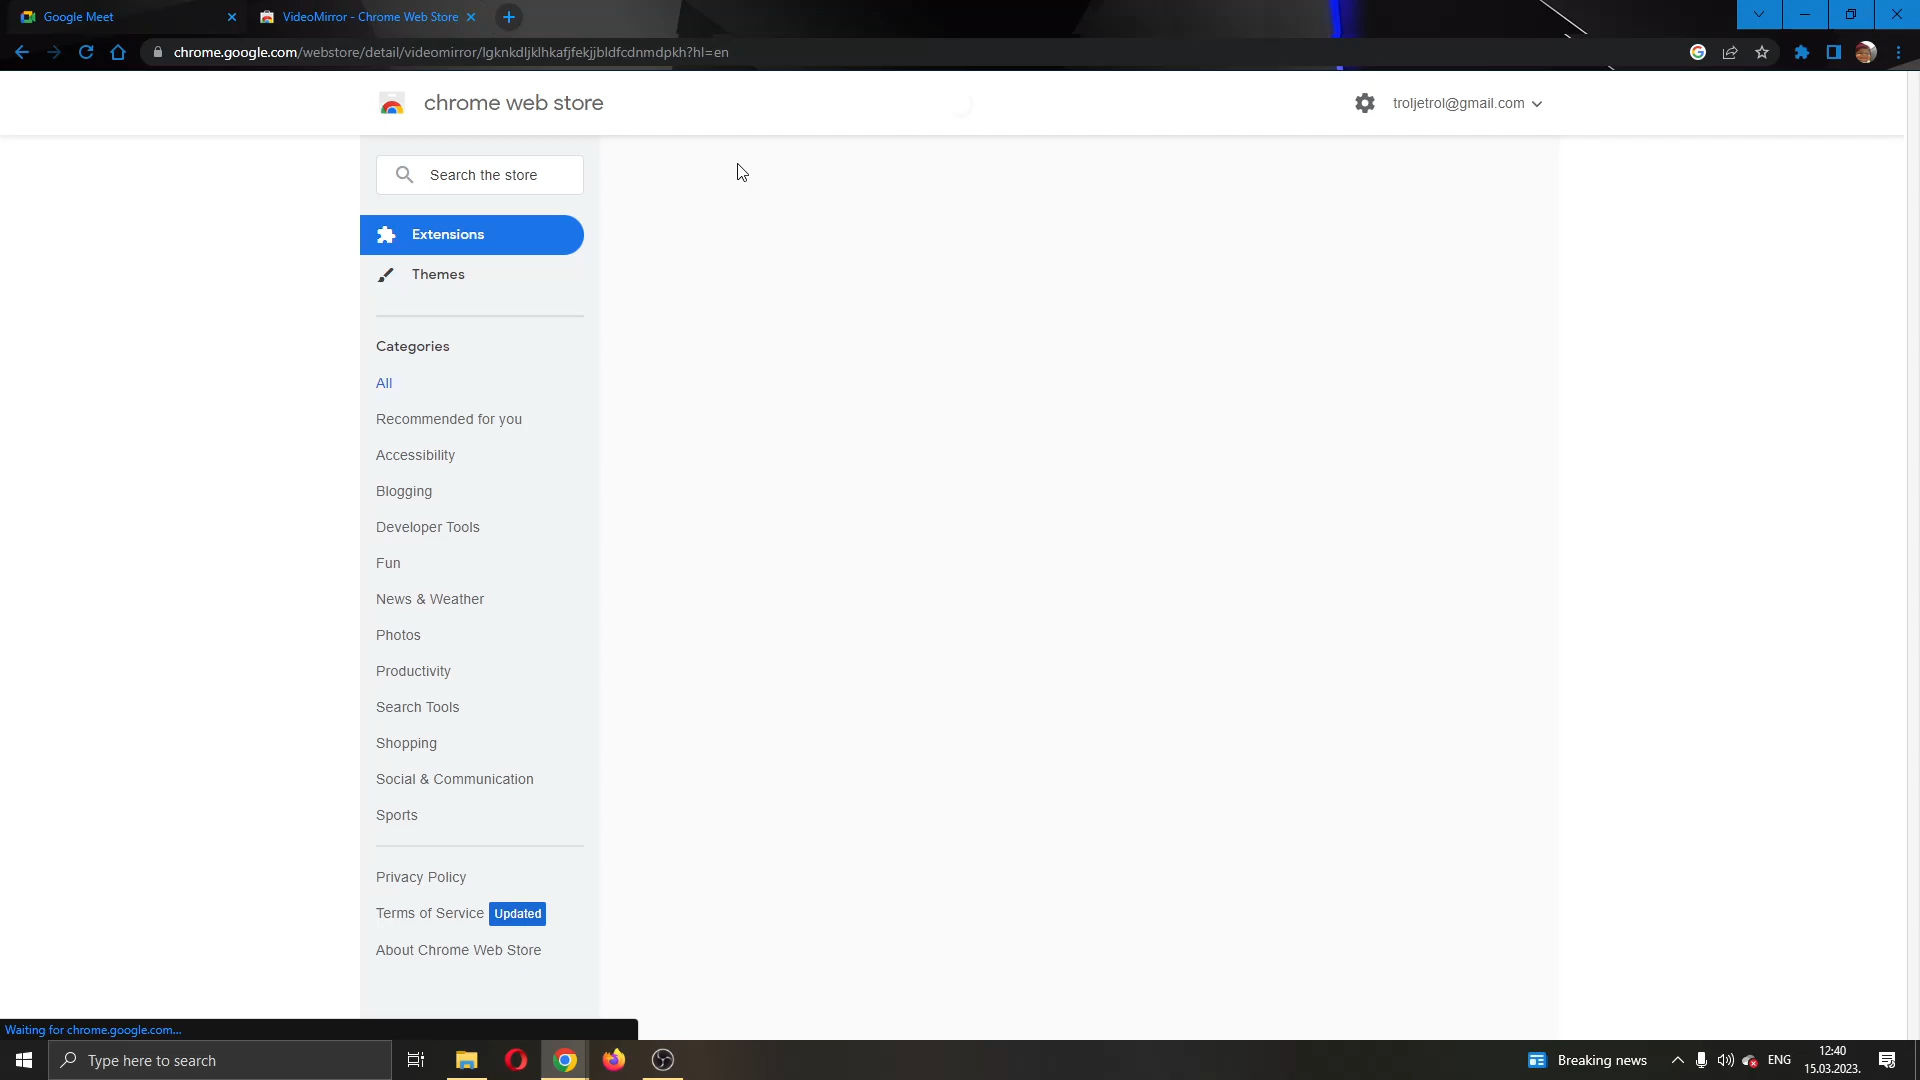 Google Meet
VideoMirror - Chrome Web Store
chrome.google.com/webstore/detail/videomirror/lgknkdljklhkafjfekjjbldfcdnmdpkh?hl=en
chrome web store
troljetrol@gmail.com
Search the store
Extensions
Themes
Categories
All
Recommended for you
Accessibility
Blogging
Developer Tools
Fun
News & Weather
Photos
Productivity
Search Tools
Shopping
Social & Communication
Sports
Privacy Policy
Terms of Service Updated
About Chrome Web Store
Waiting for chrome.google.com...
Type here to search
Breaking news
ENG
12:40
15.03.2023.